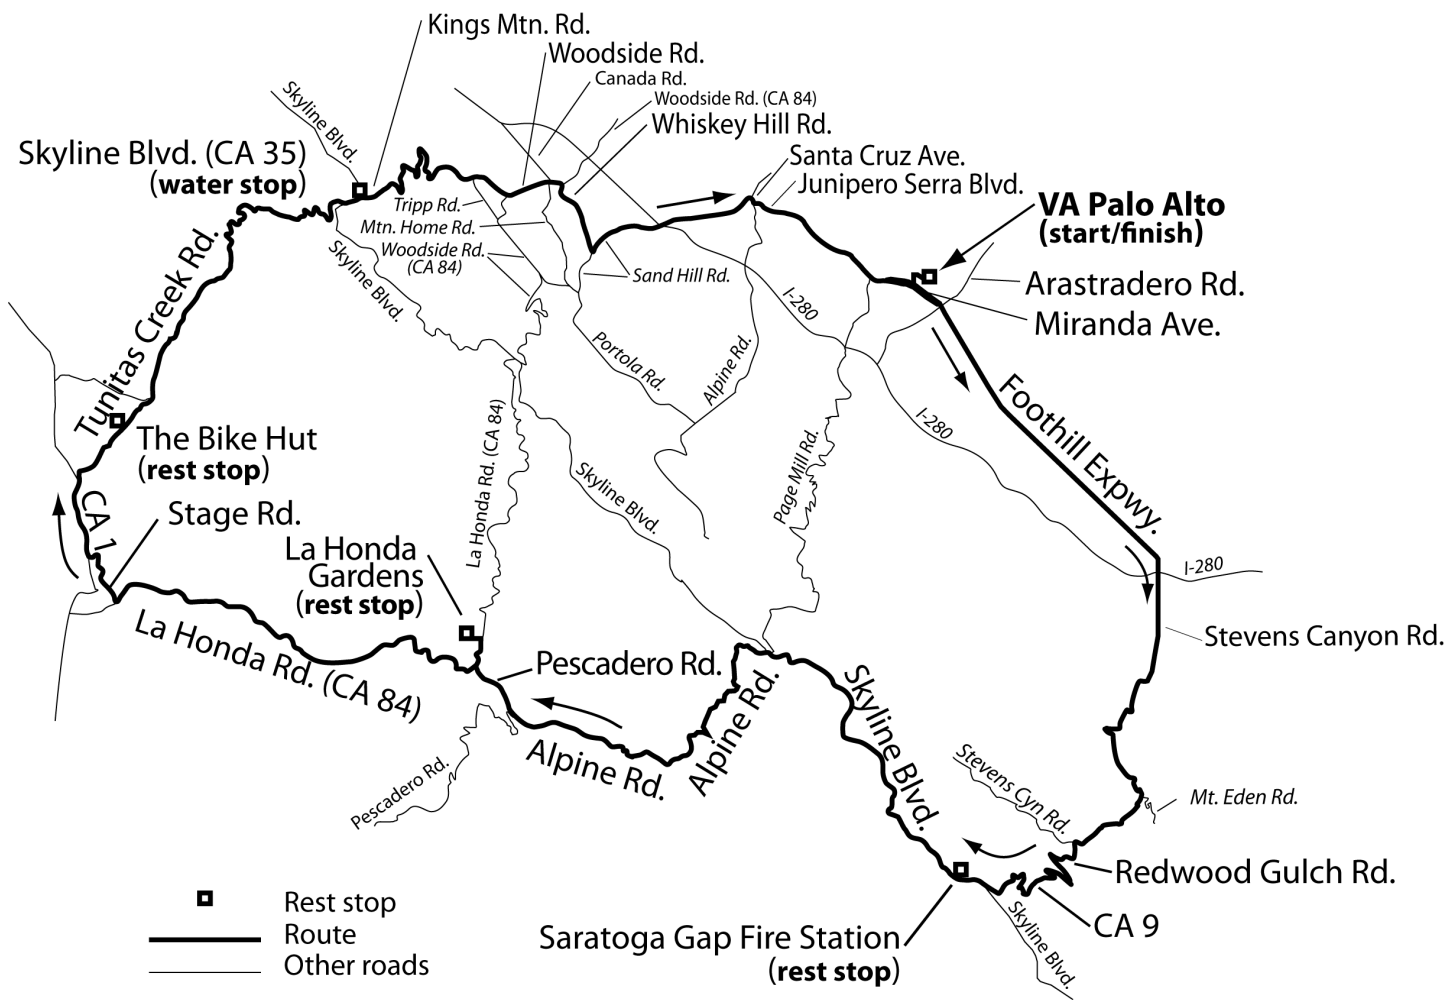 Kings Mtn. Rd.
Woodside Rd.
Canada Rd.
Woodside Rd. (CA 84)
Whiskey Hill Rd.
Skyline Blvd.
Skyline Blvd. (CA 35)
(water stop)
Santa Cruz Ave.
Junipero Serra Blvd.
VA Palo Alto
(start/finish)
Tripp Rd.
Mtn. Home Rd.
Woodside Rd.
(CA 84)
Skyline Blvd.
Sand Hill Rd.
Arastradero Rd.
Miranda Ave.
I-280
Tunitas Creek Rd.
Portola Rd.
Alpine Rd.
Foothill Expwy.
I-280
The Bike Hut
(rest stop)
La Honda Rd. (CA 84)
Page Mill Rd.
Skyline Blvd.
CA 1
Stage Rd.
La Honda
Gardens
(rest stop)
I-280
Stevens Canyon Rd.
La Honda Rd. (CA 84)
Pescadero Rd.
Alpine Rd.
Alpine Rd.
Skyline Blvd.
Pescadero Rd.
Stevens Cyn Rd.
Mt. Eden Rd.
Redwood Gulch Rd.
CA 9
Skyline Blvd.
Saratoga Gap Fire Station
(rest stop)
Rest stop
Route
Other roads